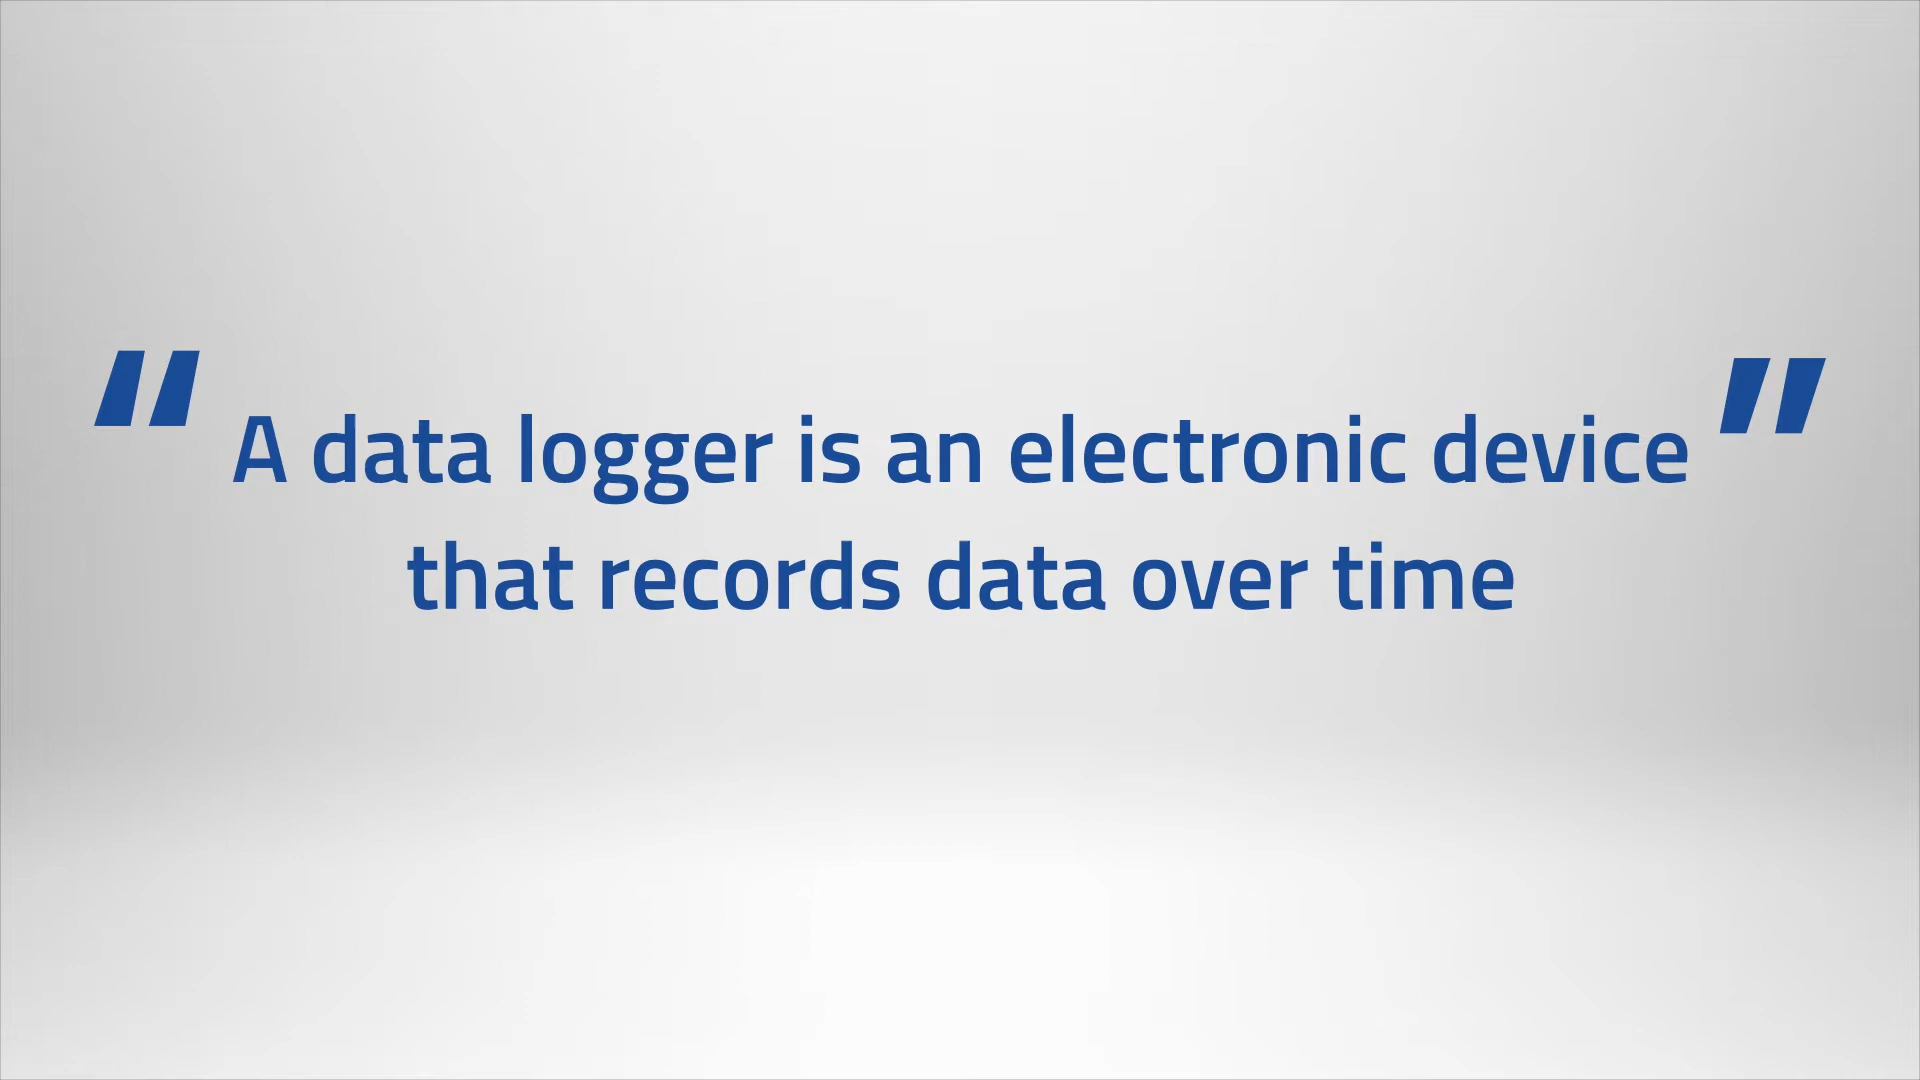 “A data logger is an electronic device”
that records data over time